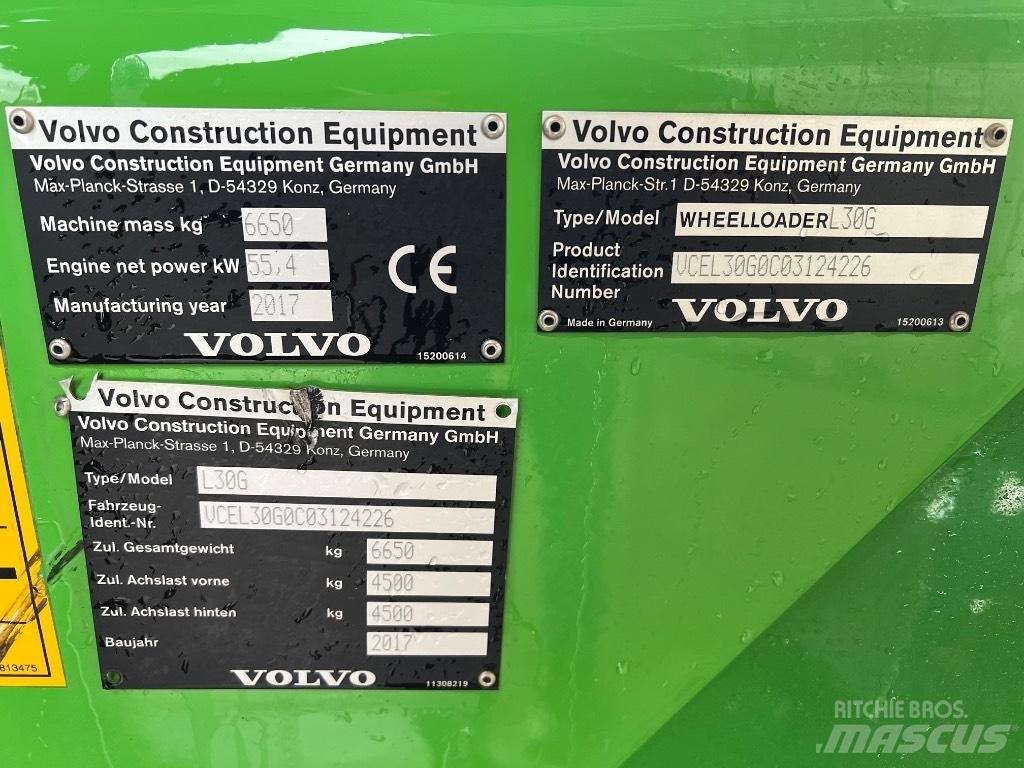 Volvo Construction Equipment
Volvo Construction Equipment Germany GmbH
Max-Planck-Strasse 1, D-54329 Konz, Germany
Machine mass kg 6650
Engine net power kW 55,4
Manufacturing year 2017
CE
VOLVO
15200614
Volvo Construction Equipment
Volvo Construction Equipment Germany GmbH
Max-Planck-Str.1 D-54329 Konz, Germany
Type/Model WHEELLOADER L30G
Product
Identification VCEL30G0C03124226
Number
VOLVO
Made in Germany 15200613
Volvo Construction Equipment
Volvo Construction Equipment Germany GmbH
Max-Planck-Strasse 1, D-54329 Konz, Germany
Type/Model L30G
Fahrzeug-
Ident.-Nr. VCEL30G0C03124226
Zul. Gesamtgewicht kg 6650
Zul. Achslast vorne kg 4500
Zul. Achslast hinten kg 4500
Baujahr 2017
VOLVO
11308219
813475
RITCHIE BROS.
MASCUS